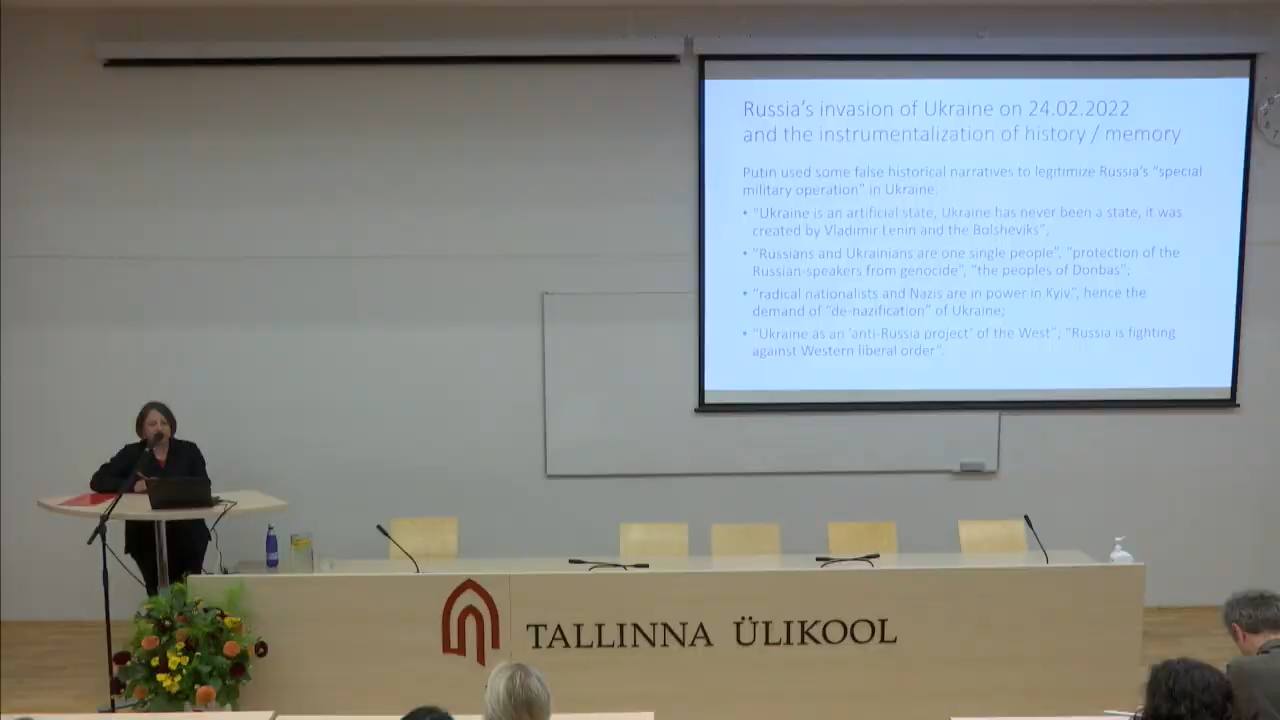 Russia's invasion of Ukraine on 24.02.2022
and the instrumentalization of history / memory
Putin used some false historical narratives to legitimize Russia's "special
military operation" in Ukraine:
• "Ukraine is an artificial state, Ukraine has never been a state, it was
created by Vladimir Lenin and the Bolsheviks",
• "Russians and Ukrainians are one single people", "protection of the
Russian-speakers from genocide", "the peoples of Donbas";
• "radical nationalists and Nazis are in power in Kyiv", hence the
demand of "de-nazification" of Ukraine;
• "Ukraine as an 'anti-Russia project' of the West"; "Russia is fighting
against Western liberal order".
TALLINNA ÜLIKOOL